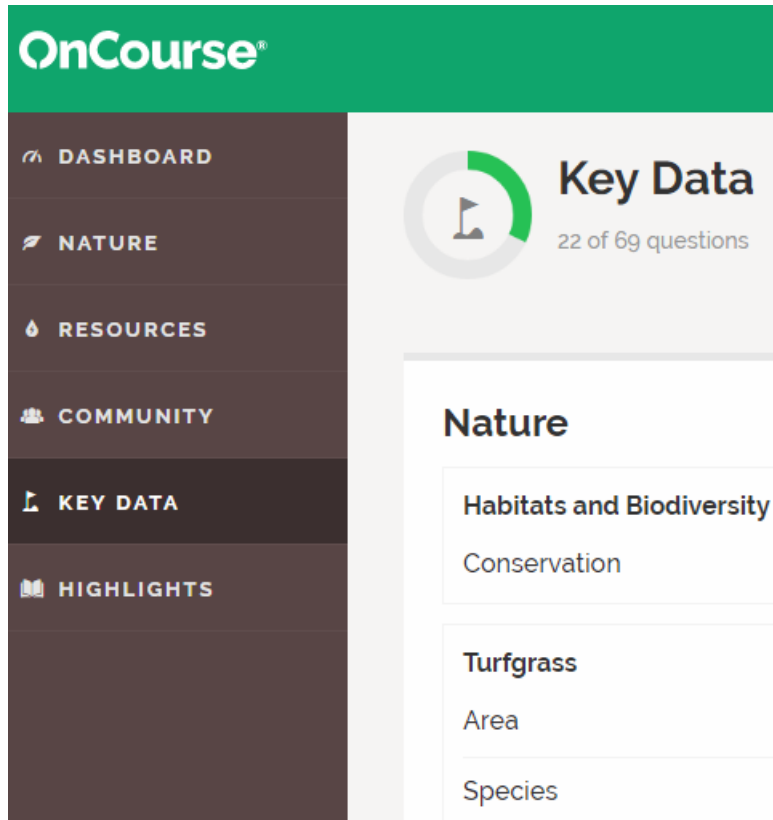 OnCourse®
DASHBOARD
NATURE
RESOURCES
COMMUNITY
KEY DATA
HIGHLIGHTS
Key Data
22 of 69 questions
Nature
Habitats and Biodiversity
Conservation
Turfgrass
Area
Species